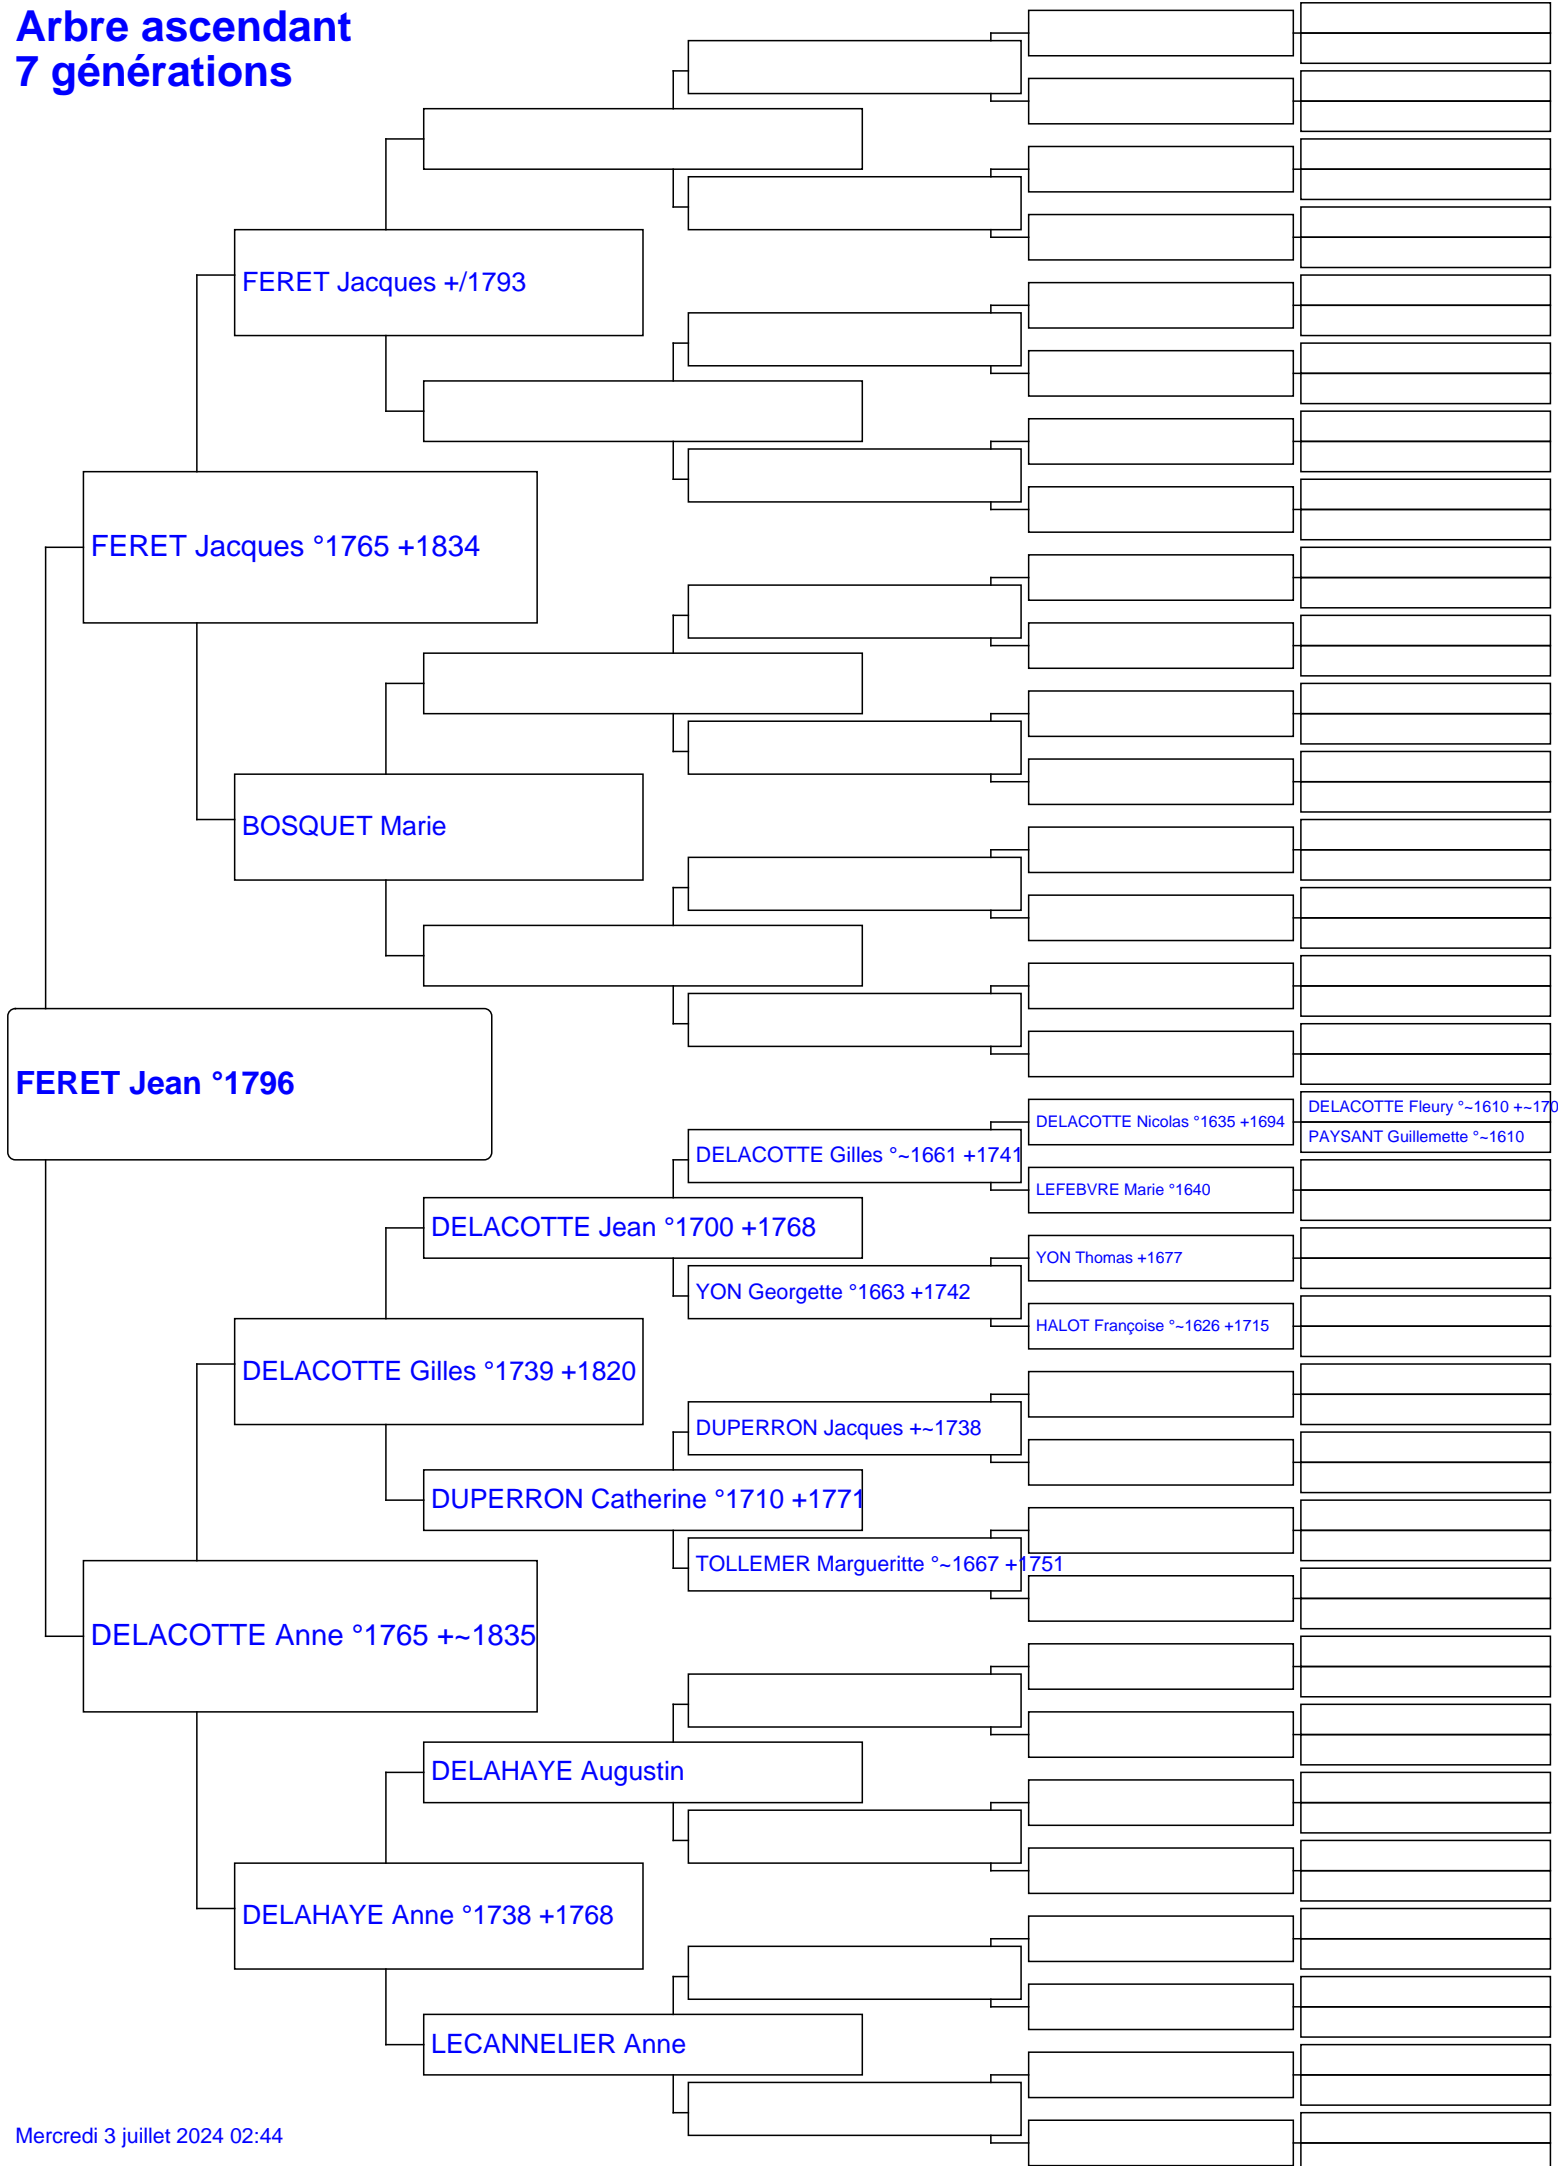 Arbre ascendant
7 générations
FERET Jacques +/1793
FERET Jacques °1765 +1834
BOSQUET Marie
FERET Jean °1796
DELACOTTE Fleury °~1610 +~170
DELACOTTE Nicolas °1635 +1694
PAYSANT Guillemette °~1610
DELACOTTE Gilles °~1661 +1741
LEFEBVRE Marie °1640
DELACOTTE Jean °1700 +1768
YON Thomas +1677
YON Georgette °1663 +1742
HALOT Françoise °~1626 +1715
DELACOTTE Gilles °1739 +1820
DUPERRON Jacques +~1738
DUPERRON Catherine °1710 +1771
TOLLEMER Margueritte °~1667 +1751
DELACOTTE Anne °1765 +~1835
DELAHAYE Augustin
DELAHAYE Anne °1738 +1768
LECANNELIER Anne
Mercredi 3 juillet 2024 02:44